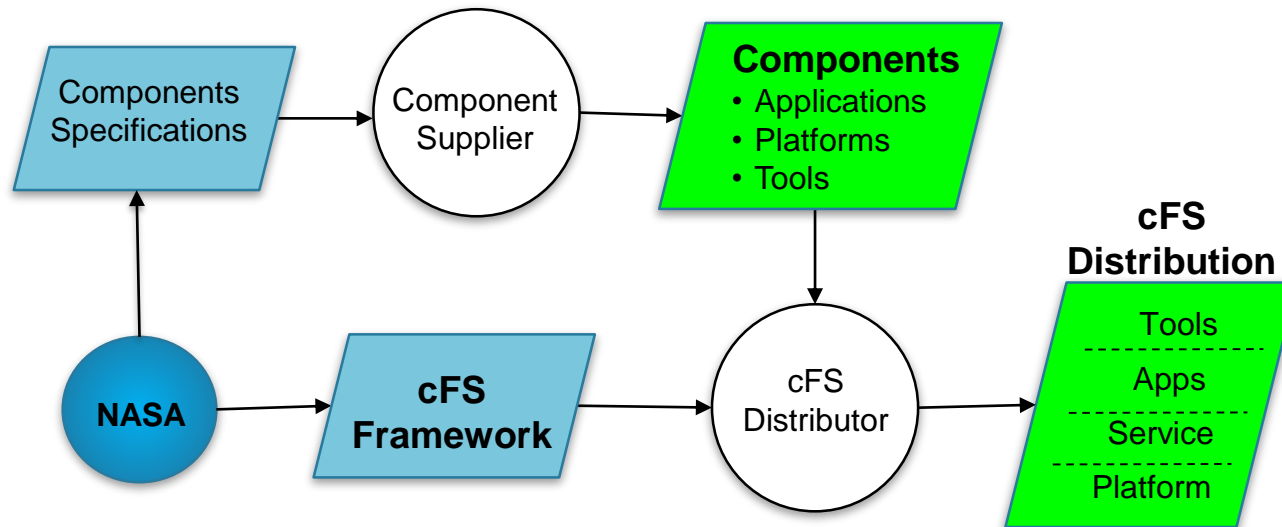 Components
Specifications
Component
Supplier
Components
• Applications
• Platforms
• Tools
cFS
Distribution
NASA
cFS
Framework
cFS
Distributor
Tools
Apps
Service
Platform